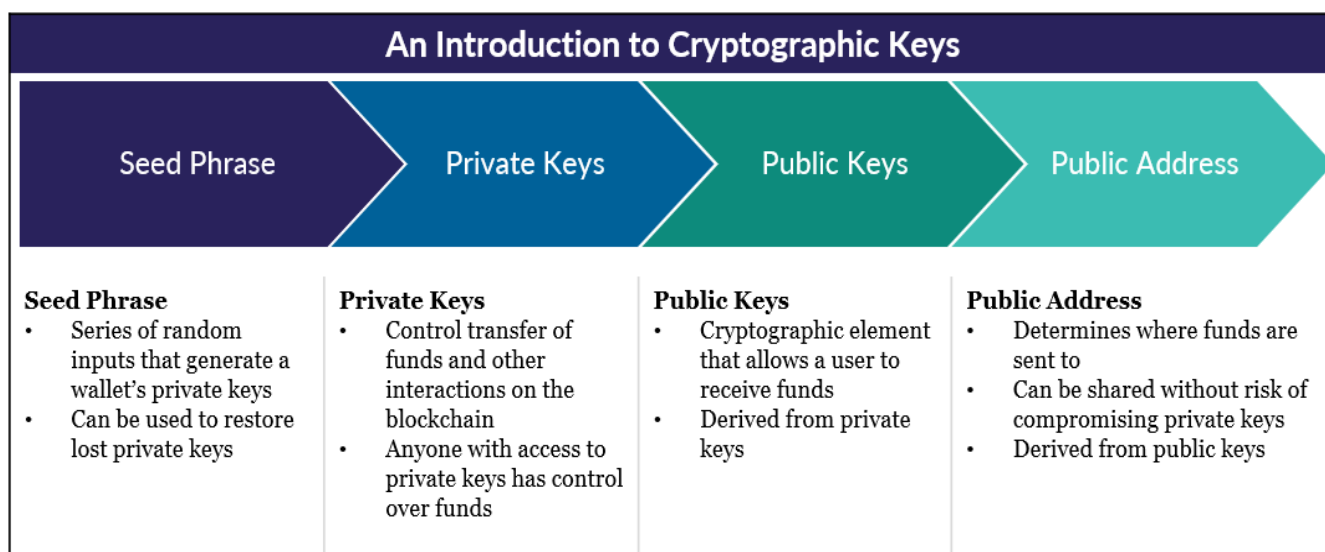 An Introduction to Cryptographic Keys
Seed Phrase
Private Keys
Public Keys
Public Address
Seed Phrase
• Series of random
inputs that generate a
wallet's private keys
• Can be used to restore
lost private keys
Private Keys
• Control transfer of
funds and other
interactions on the
blockchain
• Anyone with access to
private keys has control
over funds
Public Keys
• Cryptographic element
that allows a user to
receive funds
• Derived from private
keys
Public Address
• Determines where funds are
sent to
• Can be shared without risk of
compromising private keys
• Derived from public keys